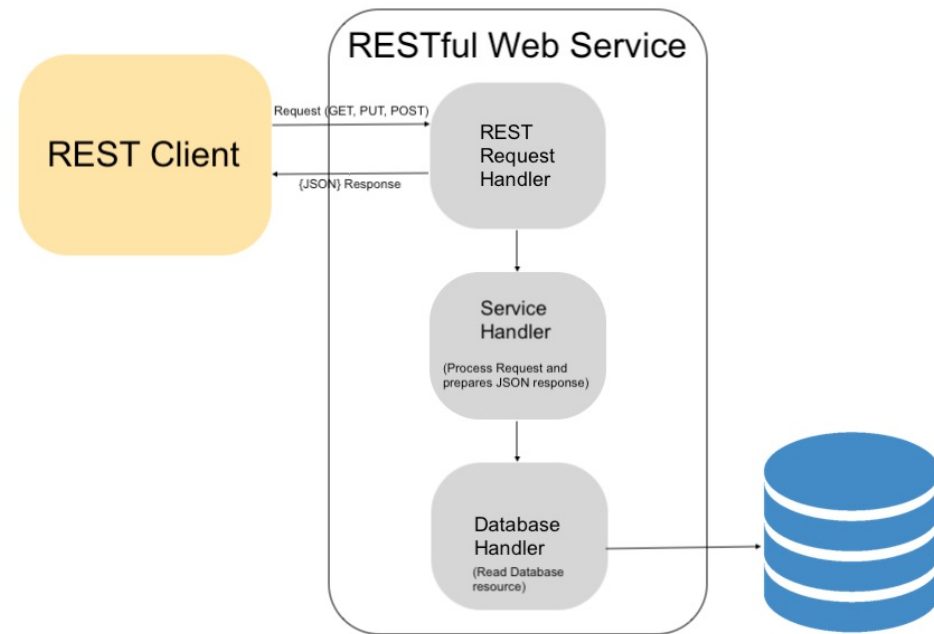 RESTful Web Service
REST Client
Request (GET, PUT, POST)
{JSON} Response
REST
Request
Handler
Service
Handler
(Process Request and
prepares JSON response)
Database
Handler
(Read Database
resource)